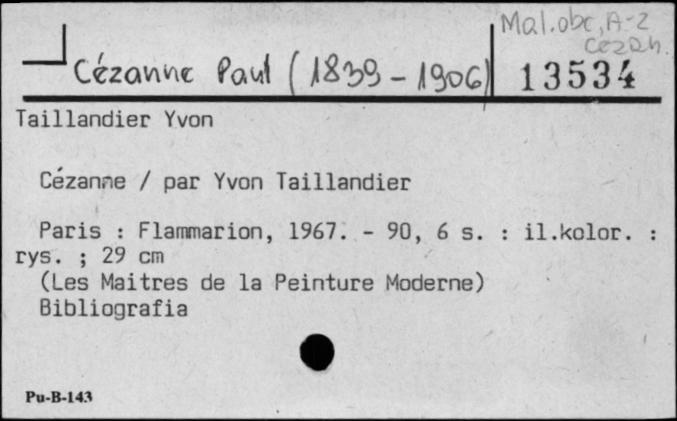 Mal.obc, A-Z
Cezan.
Cézanne Paul (1839 - 1906) 13534
Taillandier Yvon
Cézanne / par Yvon Taillandier
Paris : Flammarion, 1967. - 90, 6 s. : il.kolor. :
rys. ; 29 cm
(Les Maitres de la Peinture Moderne)
Bibliografia
Pu-B-143